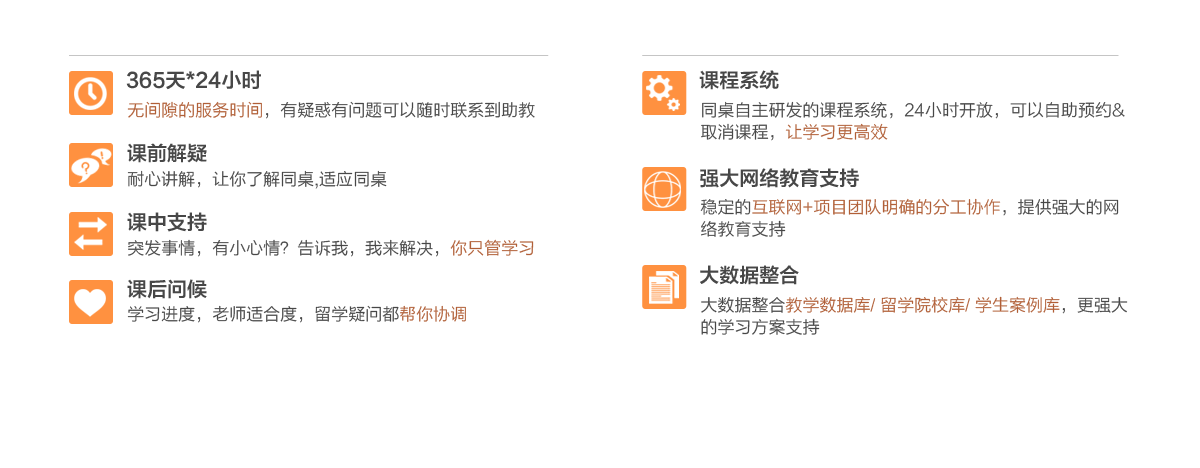 365天*24小时
无间隙的服务时间，有疑惑有问题可以随时联系到助教
课前解疑
耐心讲解，让你了解同桌,适应同桌
课中支持
突发事情，有小心情？告诉我，我来解决，你只管学习
课后问候
学习进度，老师适合度，留学疑问都帮你协调
课程系统
同桌自主研发的课程系统，24小时开放，可以自助预约&
取消课程，让学习更高效
强大网络教育支持
稳定的互联网+项目团队明确的分工协作，提供强大的网
络教育支持
大数据整合
大数据整合教学数据库/ 留学院校库/ 学生案例库，更强大
的学习方案支持